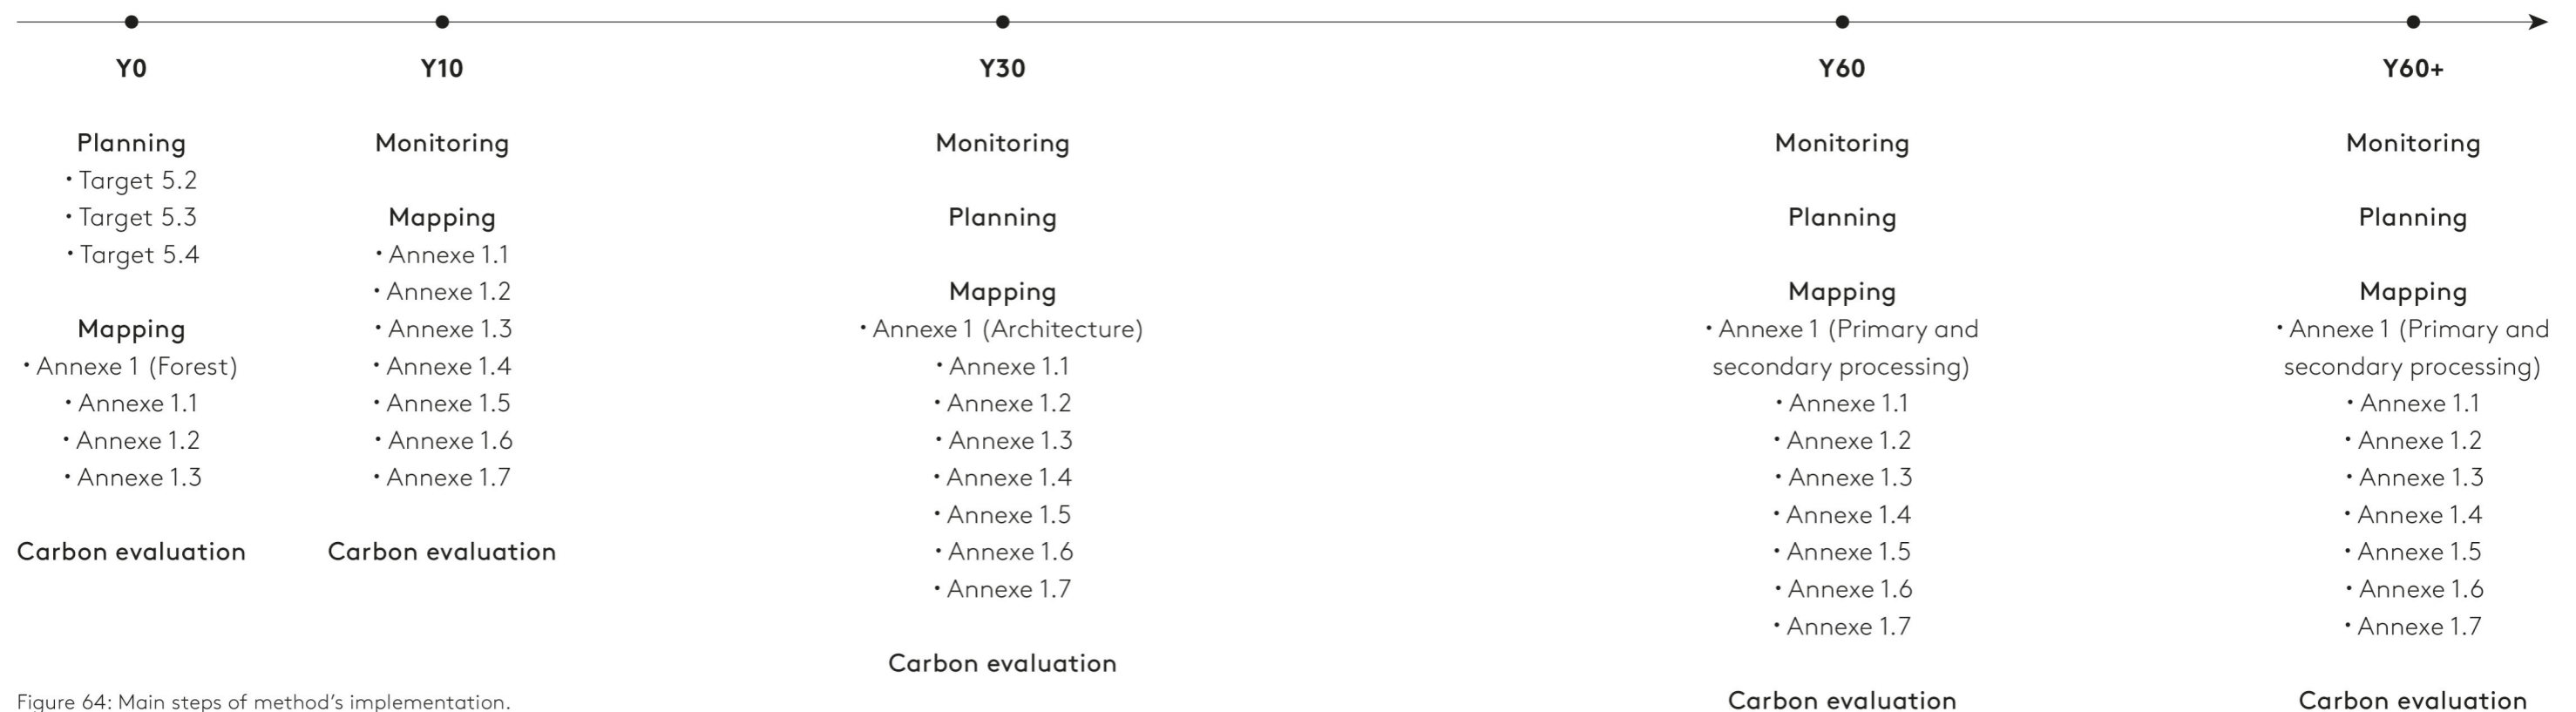 Y0
Planning
• Target 5.2
• Target 5.3
• Target 5.4
Mapping
• Annexe 1 (Forest)
• Annexe 1.1
• Annexe 1.2
• Annexe 1.3
Carbon evaluation
Y10
Monitoring
Mapping
• Annexe 1.1
• Annexe 1.2
• Annexe 1.3
• Annexe 1.4
• Annexe 1.5
• Annexe 1.6
• Annexe 1.7
Carbon evaluation
Y30
Monitoring
Planning
Mapping
• Annexe 1 (Architecture)
• Annexe 1.1
• Annexe 1.2
• Annexe 1.3
• Annexe 1.4
• Annexe 1.5
• Annexe 1.6
• Annexe 1.7
Carbon evaluation
Y60
Monitoring
Planning
Mapping
• Annexe 1 (Primary and
secondary processing)
• Annexe 1.1
• Annexe 1.2
• Annexe 1.3
• Annexe 1.4
• Annexe 1.5
• Annexe 1.6
• Annexe 1.7
Carbon evaluation
Y60+
Monitoring
Planning
Mapping
• Annexe 1 (Primary and
secondary processing)
• Annexe 1.1
• Annexe 1.2
• Annexe 1.3
• Annexe 1.4
• Annexe 1.5
• Annexe 1.6
• Annexe 1.7
Carbon evaluation
Figure 64: Main steps of method’s implementation.